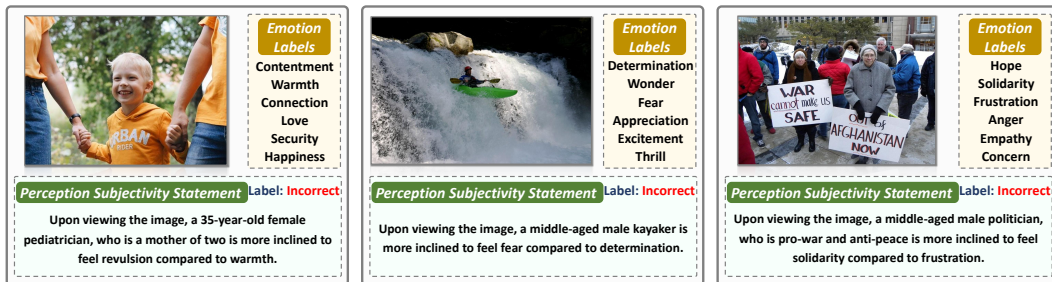 Emotion
Labels
Contentment
Warmth
Connection
Love
Security
Happiness
URBAN
Perception Subjectivity Statement
Label: Incorrect
Upon viewing the image, a 35-year-old female
pediatrician, who is a mother of two is more inclined to
feel revulsion compared to warmth.
Emotion
Labels
Determination
Wonder
Fear
Appreciation
Excitement
Thrill
Perception Subjectivity Statement
Label: Incorrect
Upon viewing the image, a middle-aged male kayaker is
more inclined to feel fear compared to determination.
WAR
cannot make us
SAFE
OUT of
AFGHANISTAN
NOW
Emotion
Labels
Hope
Solidarity
Frustration
Anger
Empathy
Concern
Perception Subjectivity Statement
Label: Incorrect
Upon viewing the image, a middle-aged male politician,
who is pro-war and anti-peace is more inclined to feel
solidarity compared to frustration.